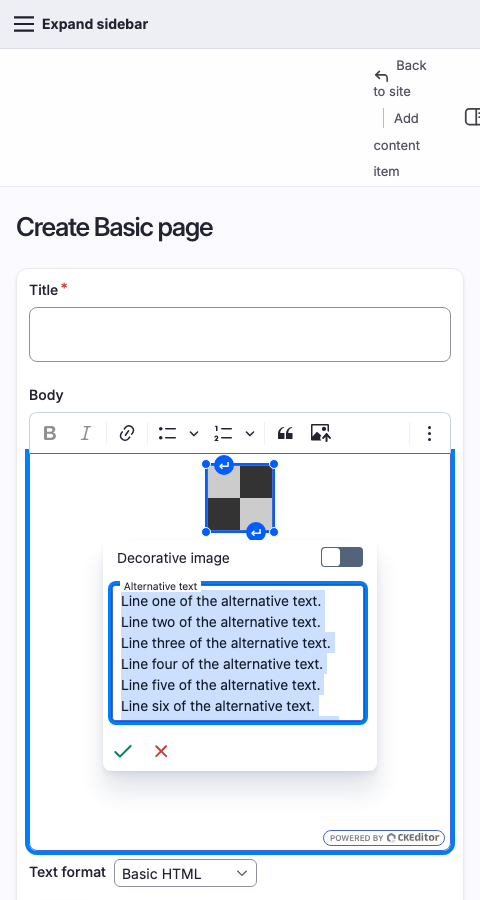 Expand sidebar
Back
to site
Add
content
item
Create Basic page
Title *
Body
B I
Decorative image
Alternative text
Line one of the alternative text.
Line two of the alternative text.
Line three of the alternative text.
Line four of the alternative text.
Line five of the alternative text.
Line six of the alternative text.
POWERED BY CKEditor
Text format Basic HTML